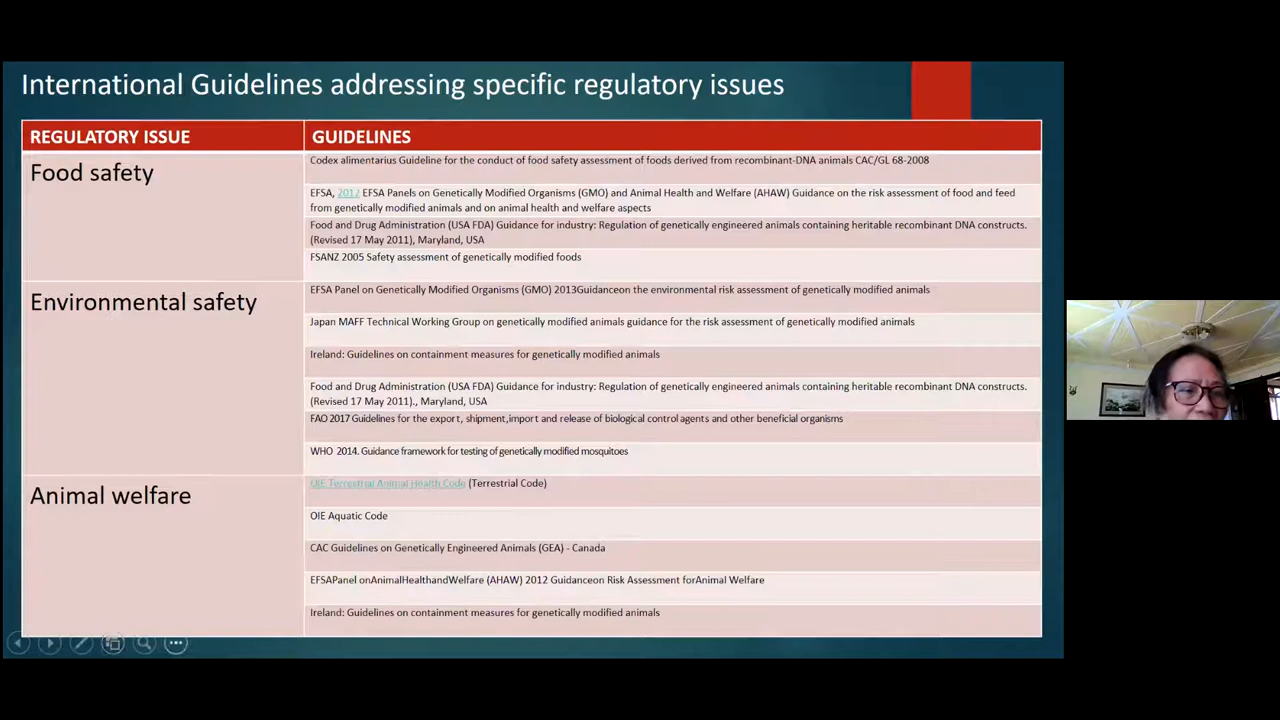 International Guidelines addressing specific regulatory issues
REGULATORY ISSUE
GUIDELINES
Food safety
Codex alimentarius Guideline for the conduct of food safety assessment of foods derived from recombinant-DNA animals CAC/GL 68-2008
EFSA, 2012 EFSA Panels on Genetically Modified Organisms (GMO) and Animal Health and Welfare (AHAW) Guidance on the risk assessment of food and feed
from genetically modified animals and on animal health and welfare aspects
Food and Drug Administration (USA FDA) Guidance for industry: Regulation of genetically engineered animals containing heritable recombinant DNA constructs.
(Revised 17 May 2011), Maryland, USA
FSANZ 2005 Safety assessment of genetically modified foods
Environmental safety
EFSA Panel on Genetically Modified Organisms (GMO) 2013Guidanceon the environmental risk assessment of genetically modified animals
Japan MAFF Technical Working Group on genetically modified animals guidance for the risk assessment of genetically modified animals
Ireland: Guidelines on containment measures for genetically modified animals
Food and Drug Administration (USA FDA) Guidance for industry: Regulation of genetically engineered animals containing heritable recombinant DNA constructs.
(Revised 17 May 2011)., Maryland, USA
FAO 2017 Guidelines for the export, shipment,import and release of biological control agents and other beneficial organisms
WHO 2014. Guidance framework for testing of genetically modified mosquitoes
Animal welfare
OIE Terrestrial Animal Health Code (Terrestrial Code)
OIE Aquatic Code
CAC Guidelines on Genetically Engineered Animals (GEA) - Canada
EFSAPanel onAnimalHealthandWelfare (AHAW) 2012 Guidanceon Risk Assessment forAnimal Welfare
Ireland: Guidelines on containment measures for genetically modified animals